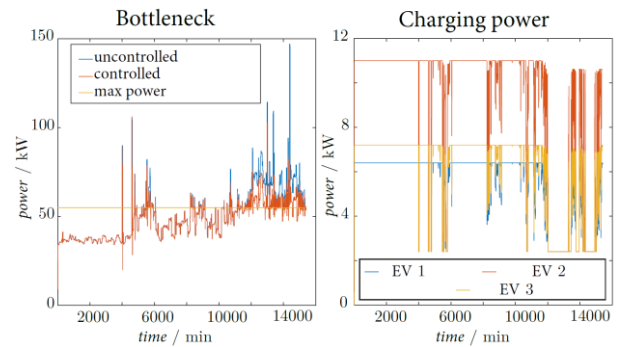 Bottleneck
150
100
50
0
power / kW
uncontrolled
controlled
max power
2000 6000 10000 14000
time / min
Charging power
12
8
4
0
power / kW
EV 1 EV 2
EV 3
2000 6000 10000 14000
time / min